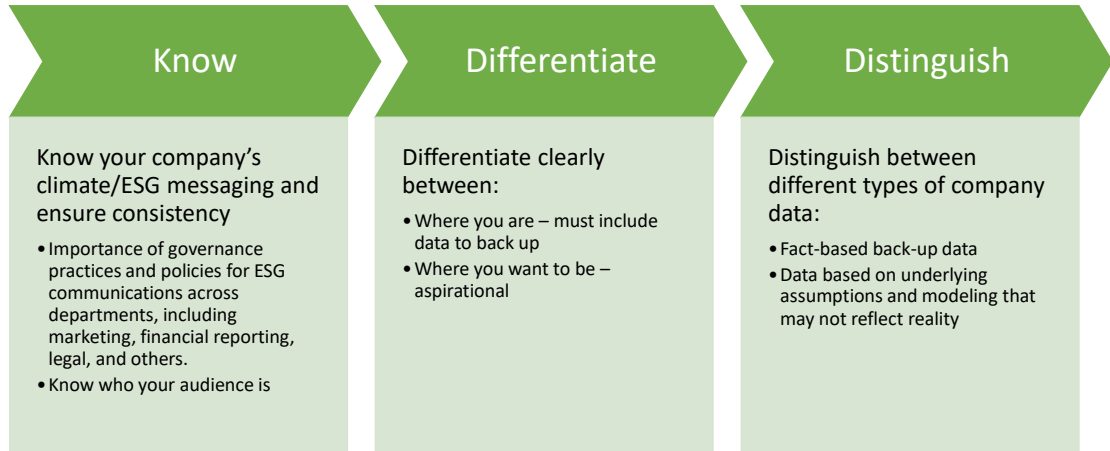 Know
Know your company's
climate/ESG messaging and
ensure consistency
•Importance of governance
practices and policies for ESG
communications across
departments, including
marketing, financial reporting,
legal, and others.
•Know who your audience is
Differentiate
Differentiate clearly
between:
•Where you are – must include
data to back up
•Where you want to be –
aspirational
Distinguish
Distinguish between
different types of company
data:
•Fact-based back-up data
•Data based on underlying
assumptions and modeling that
may not reflect reality